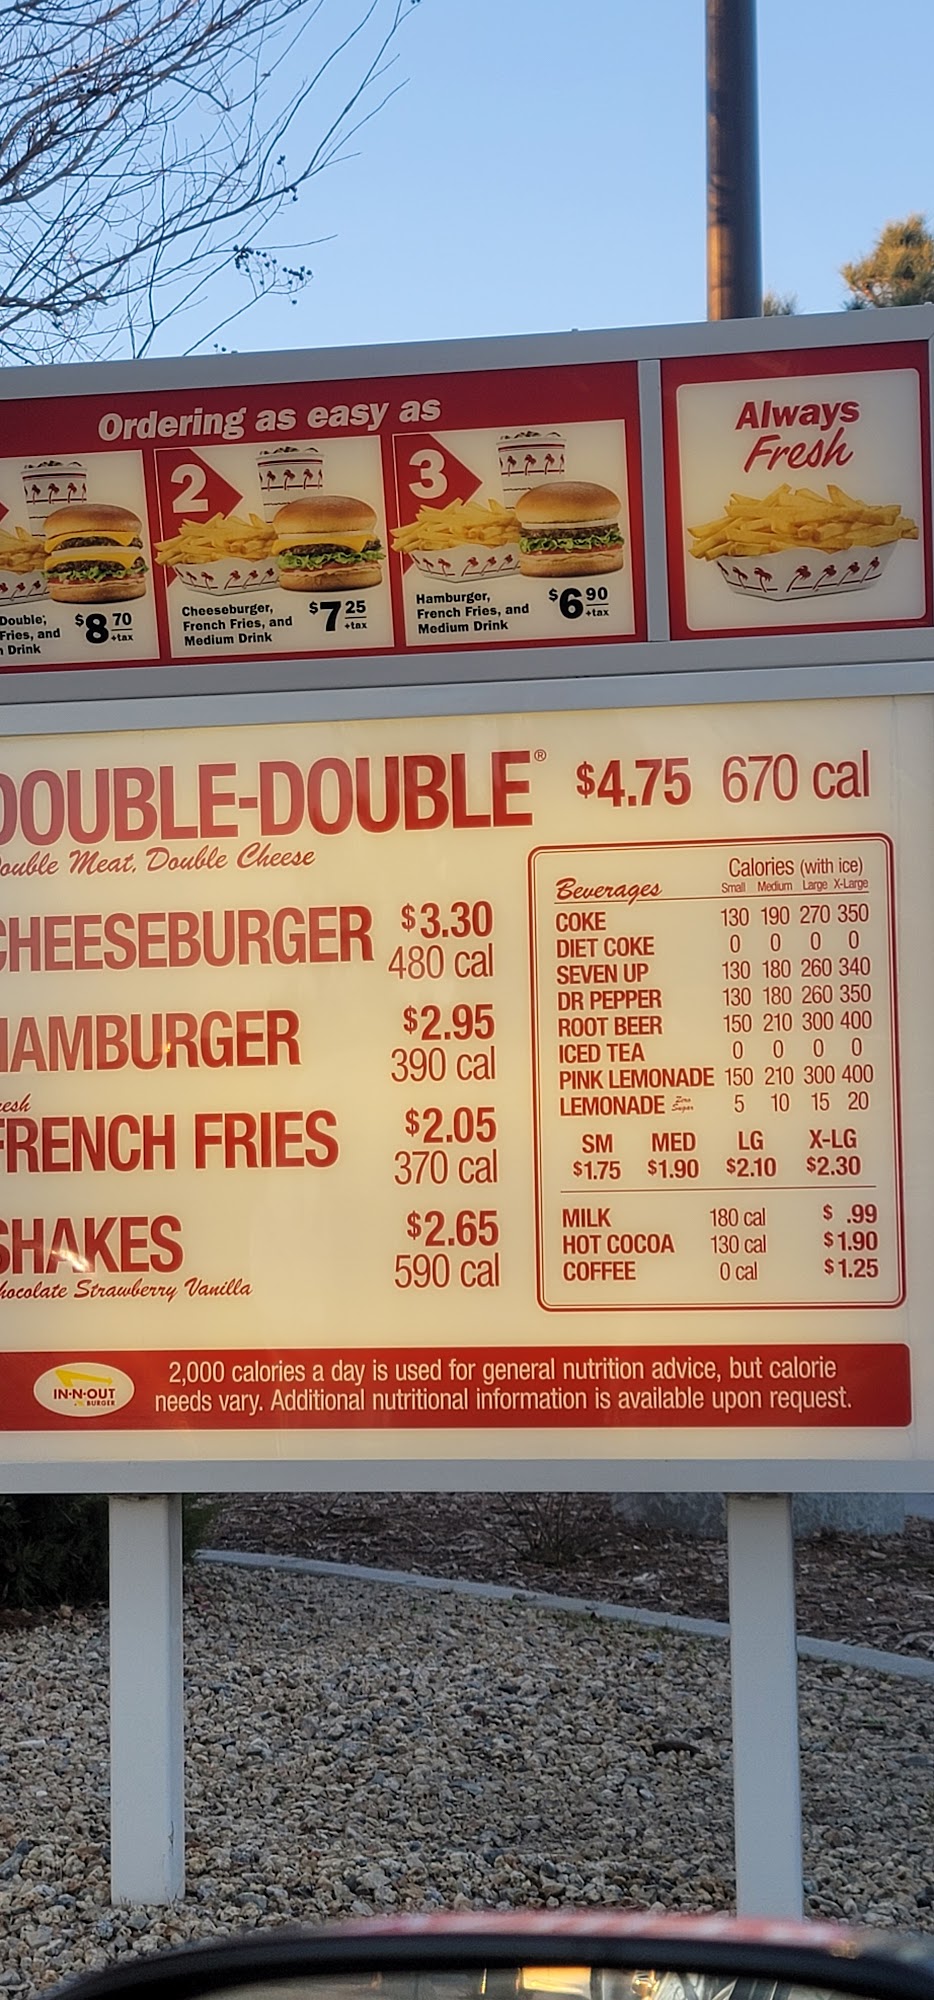 Ordering as easy as
Always
Fresh
2
3
Double,
Fries, and
Drink
$8 70
+tax
Cheeseburger,
French Fries, and
Medium Drink
$7 25
+tax
Hamburger,
French Fries, and
Medium Drink
$6 90
+tax
DOUBLE-DOUBLE® $4.75 670 cal
ouble Meat, Double Cheese
CHEESEBURGER $3.30
480 cal
HAMBURGER $2.95
390 cal
esh
FRENCH FRIES $2.05
370 cal
SHAKES $2.65
590 cal
hocolate Strawberry Vanilla
Calories (with ice)
Beverages Small Medium Large X-Large
COKE 130 190 270 350
DIET COKE 0 0 0 0
SEVEN UP 130 180 260 340
DR PEPPER 130 180 260 350
ROOT BEER 150 210 300 400
ICED TEA 0 0 0 0
PINK LEMONADE 150 210 300 400
LEMONADE Zero Sugar 5 10 15 20
SM MED LG X-LG
$1.75 $1.90 $2.10 $2.30
MILK 180 cal $ .99
HOT COCOA 130 cal $1.90
COFFEE 0 cal $1.25
IN-N-OUT
BURGER
2,000 calories a day is used for general nutrition advice, but calorie
needs vary. Additional nutritional information is available upon request.